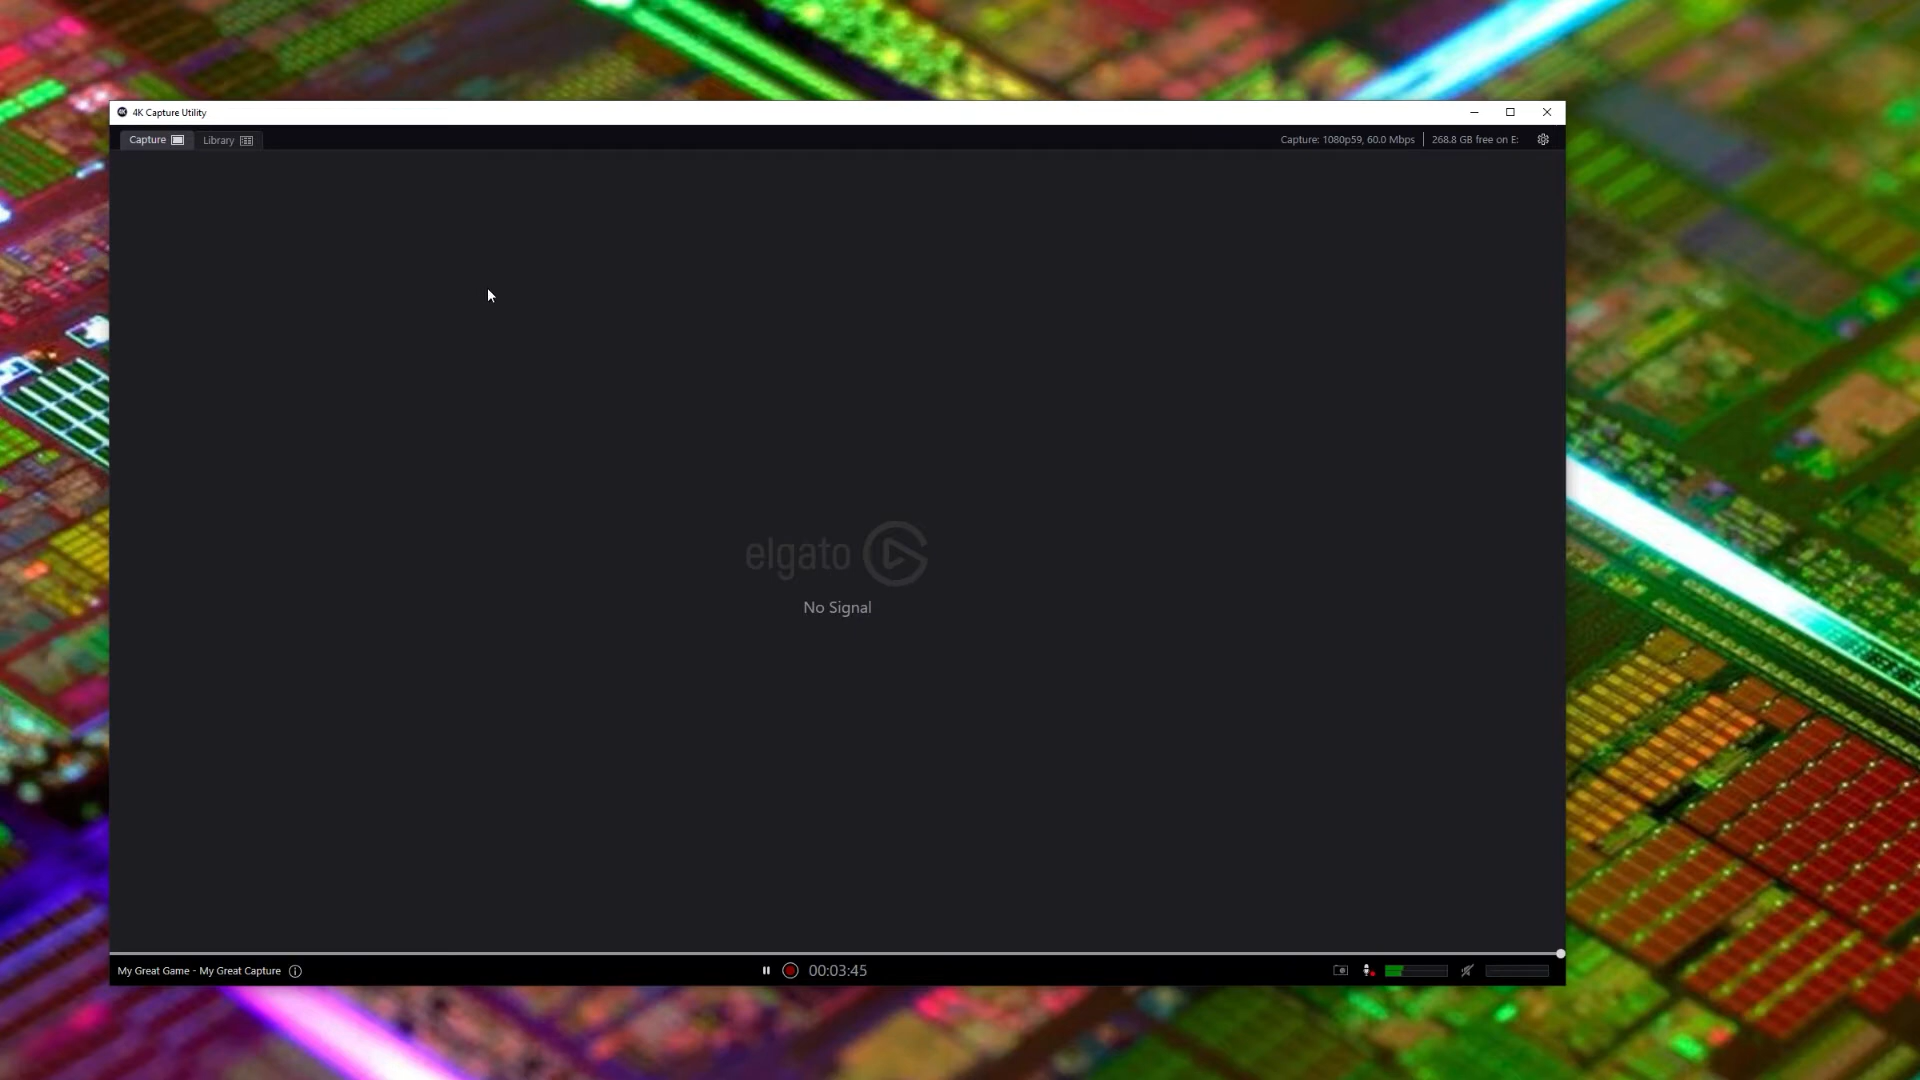 4K Capture Utility
Capture
Library
Capture: 1080p59, 60.0 Mbps
268.8 GB free on E:
elgato
No Signal
My Great Game - My Great Capture
00:03:45